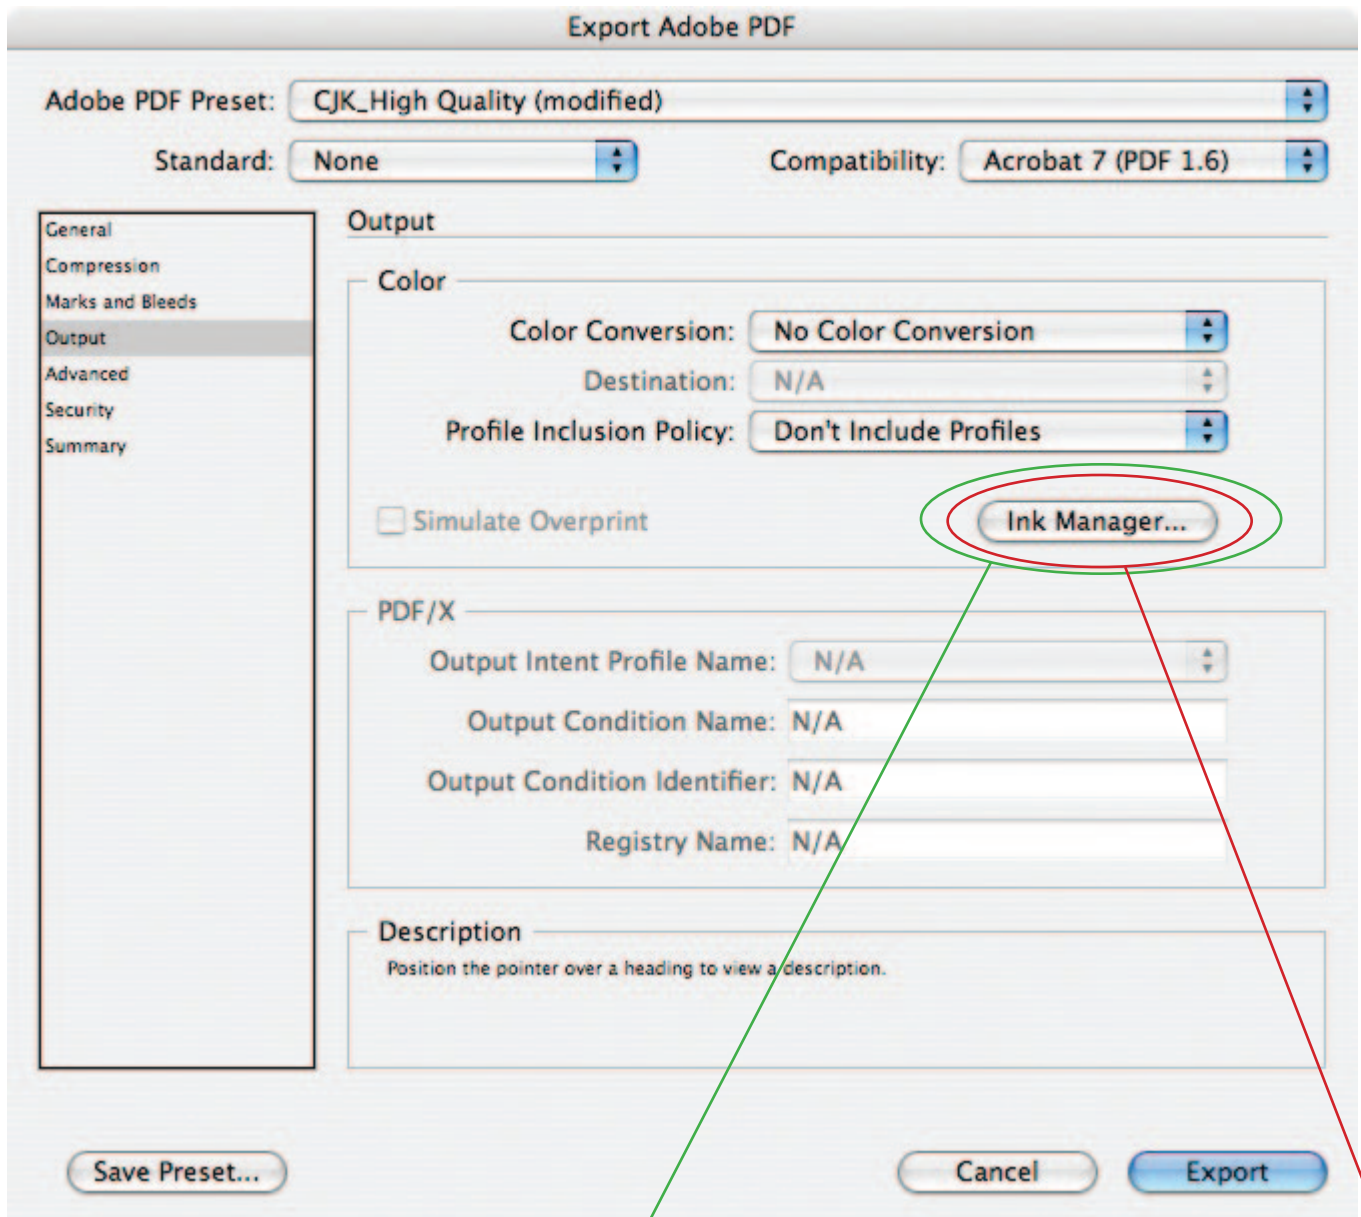 Export Adobe PDF
Adobe PDF Preset: CJK_High Quality (modified)
Standard: None Compatibility: Acrobat 7 (PDF 1.6)
General
Compression
Marks and Bleeds
Output
Advanced
Security
Summary
Output
Color
Color Conversion: No Color Conversion
Destination: N/A
Profile Inclusion Policy: Don't Include Profiles
Simulate Overprint Ink Manager...
PDF/X
Output Intent Profile Name: N/A
Output Condition Name: N/A
Output Condition Identifier: N/A
Registry Name: N/A
Description
Position the pointer over a heading to view a description.
Save Preset... Cancel Export